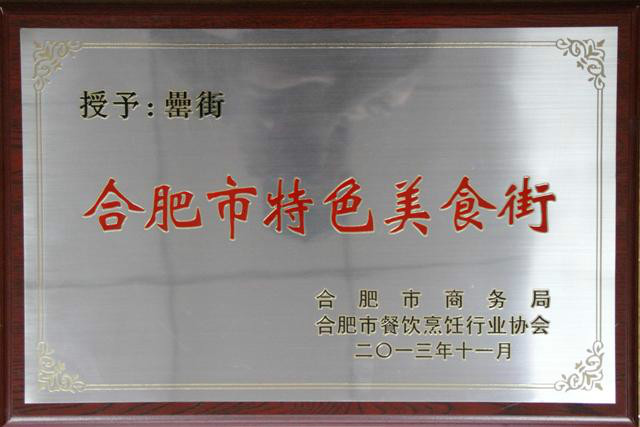 授予:罍街
合肥市特色美食街
合肥市商务局
合肥市餐饮烹饪行业协会
二〇一三年十一月